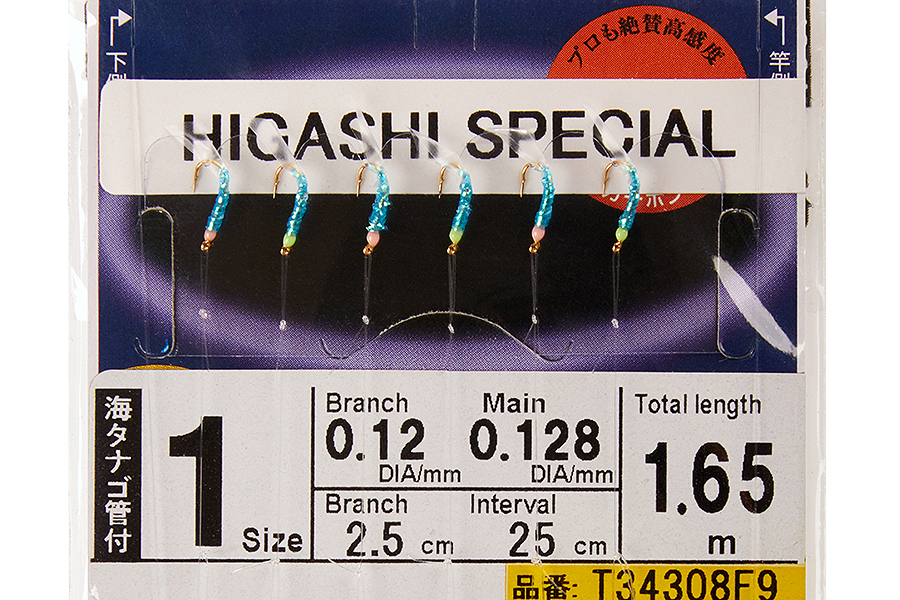 下側
プロも絶賛高感度
竿側
HIGASHI SPECIAL
海タナゴ管付
1
Size
Branch
0.12
DIA/mm
Main
0.128
DIA/mm
Branch
2.5 cm
Interval
25 cm
Total length
1.65
m
品番: T34308F9